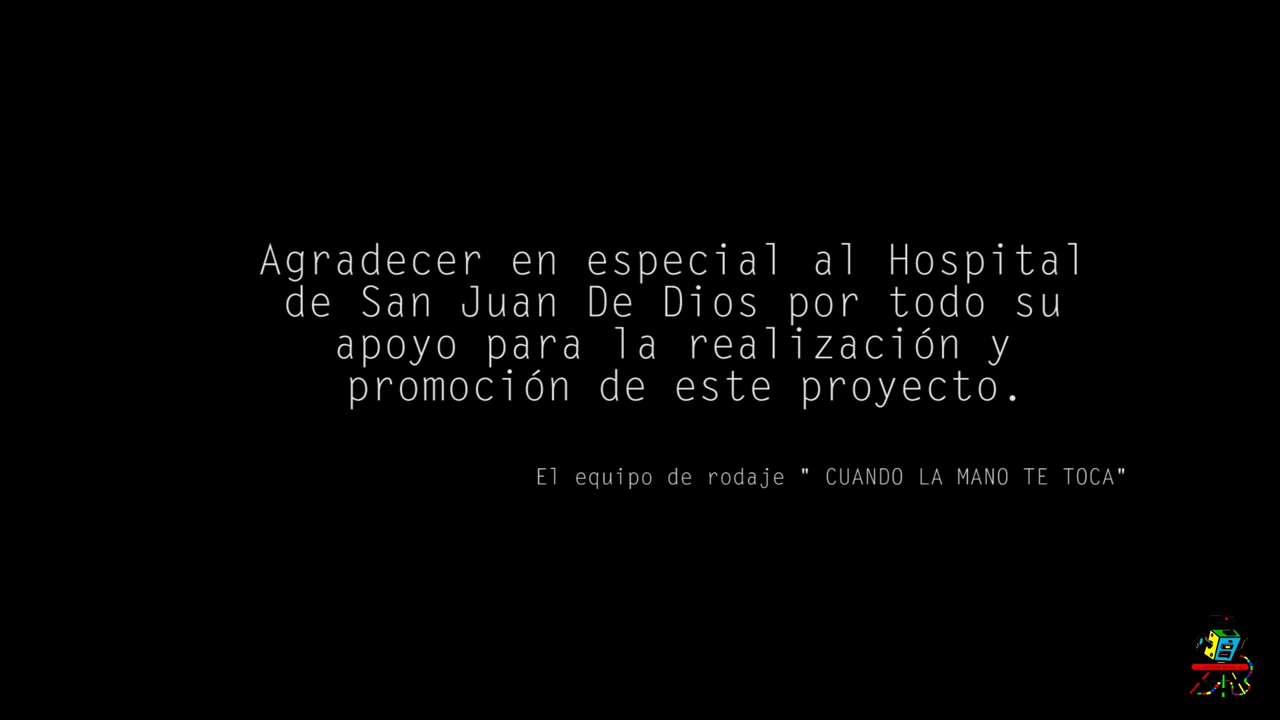 Agradecer en especial al Hospital
de San Juan De Dios por todo su
apoyo para la realización y
promoción de este proyecto.
El equipo de rodaje " CUANDO LA MANO TE TOCA"